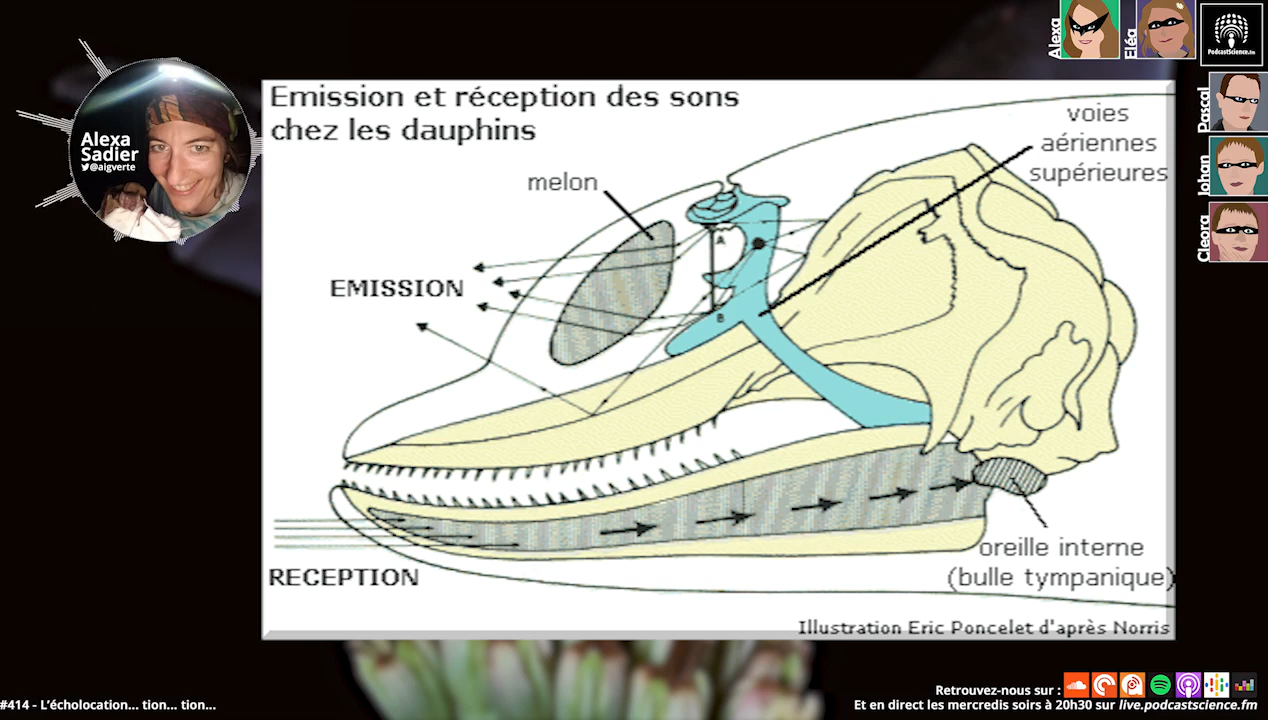 Emission et réception des sons
chez les dauphins
voies
aériennes
supérieures
melon
A
B
EMISSION
RECEPTION
oreille interne
(bulle tympanique)
Illustration Eric Poncelet d'après Norris
Alexa
Sadier
@aigverte
Alexa
Eléa
PodcastScience.fm
Pascal
Johan
Cleora
#414 - L'écholocation... tion... tion...
Retrouvez-nous sur :
Et en direct les mercredis soirs à 20h30 sur live.podcastscience.fm